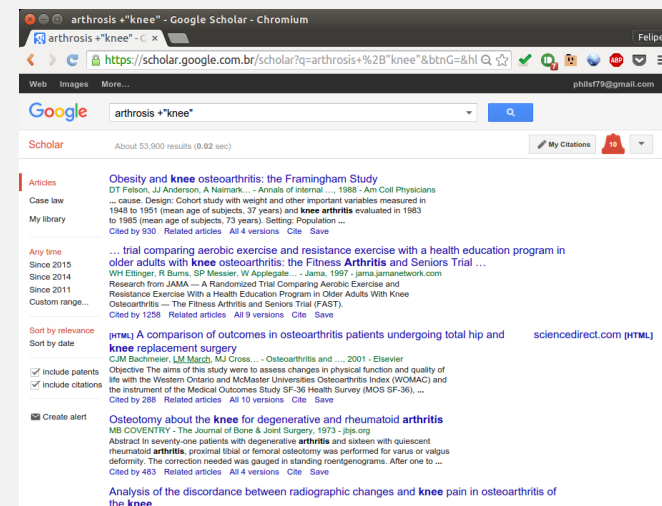 arthrosis +"knee" - Google Scholar - Chromium
arthrosis +"knee" - G
Felipe
https://scholar.google.com.br/scholar?q=arthrosis+%2B"knee"&btnG=&hl
ABP
Web Images More...
philsf79@gmail.com
Google
arthrosis +"knee"
Scholar
About 53,900 results (0.02 sec)
My Citations
10
Articles
Case law
My library
Any time
Since 2015
Since 2014
Since 2011
Custom range...
Sort by relevance
Sort by date
include patents
include citations
Create alert
Obesity and knee osteoarthritis: the Framingham Study
DT Felson, JJ Anderson, A Naimark... - Annals of internal ..., 1988 - Am Coll Physicians
... cause. Design: Cohort study with weight and other important variables measured in
1948 to 1951 (mean age of subjects, 37 years) and knee arthritis evaluated in 1983
to 1985 (mean age of subjects, 73 years). Setting: Population ...
Cited by 930 Related articles All 4 versions Cite Save
... trial comparing aerobic exercise and resistance exercise with a health education program in
older adults with knee osteoarthritis: the Fitness Arthritis and Seniors Trial ...
WH Ettinger, R Burns, SP Messier, W Applegate... - Jama, 1997 - jama.jamanetwork.com
Research from JAMA — A Randomized Trial Comparing Aerobic Exercise and
Resistance Exercise With a Health Education Program in Older Adults With Knee
Osteoarthritis — The Fitness Arthritis and Seniors Trial (FAST).
Cited by 1258 Related articles All 9 versions Cite Save
[HTML] A comparison of outcomes in osteoarthritis patients undergoing total hip and
knee replacement surgery
sciencedirect.com [HTML]
CJM Bachmeier, LM March, MJ Cross... - Osteoarthritis and ..., 2001 - Elsevier
Objective The aims of this study were to assess changes in physical function and quality of
life with the Western Ontario and McMaster Universities Osteoarthritis Index (WOMAC) and
the instrument of the Medical Outcomes Study SF-36 Health Survey (MOS SF-36), ...
Cited by 288 Related articles All 10 versions Cite Save
Osteotomy about the knee for degenerative and rheumatoid arthritis
MB COVENTRY - The Journal of Bone & Joint Surgery, 1973 - jbjs.org
Abstract In seventy-one patients with degenerative arthritis and sixteen with quiescent
rheumatoid arthritis, proximal tibial or femoral osteotomy was performed for varus or valgus
deformity. The correction needed was gauged in standing roentgenograms. After one to ...
Cited by 483 Related articles All 4 versions Cite Save
Analysis of the discordance between radiographic changes and knee pain in osteoarthritis of
the knee